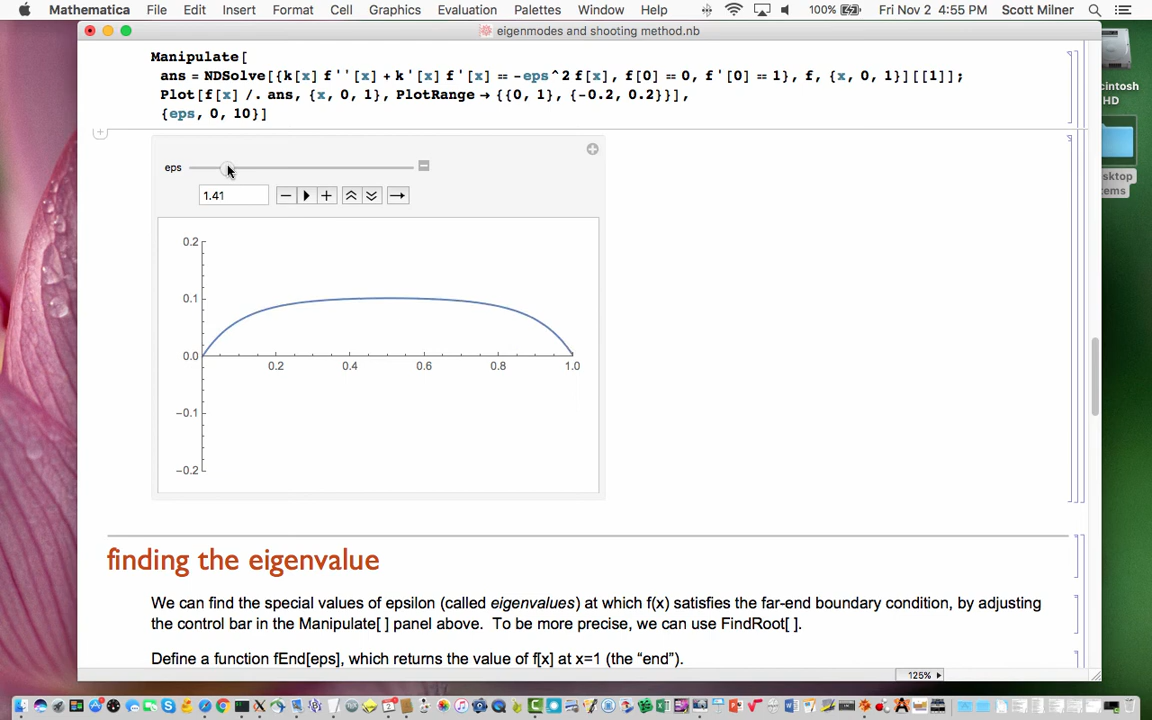 Mathematica File Edit Insert Format Cell Graphics Evaluation Palettes Window Help 100% Fri Nov 2 4:55 PM Scott Milner
eigenmodes and shooting method.nb
Manipulate[
ans = NDSolve[{k[x] f''[x] + k'[x] f'[x] == -eps^2 f[x], f[0] == 0, f'[0] == 1}, f, {x, 0, 1}][[1]];
Plot[f[x] /. ans, {x, 0, 1}, PlotRange → {{0, 1}, {-0.2, 0.2}}],
{eps, 0, 10}]
cintosh
HD
sktop
tems
eps
1.41
0.2
0.1
0.0
0.2 0.4 0.6 0.8 1.0
-0.1
-0.2
finding the eigenvalue
We can find the special values of epsilon (called eigenvalues) at which f(x) satisfies the far-end boundary condition, by adjusting
the control bar in the Manipulate[ ] panel above. To be more precise, we can use FindRoot[ ].
Define a function fEnd[eps], which returns the value of f[x] at x=1 (the “end”).
125%